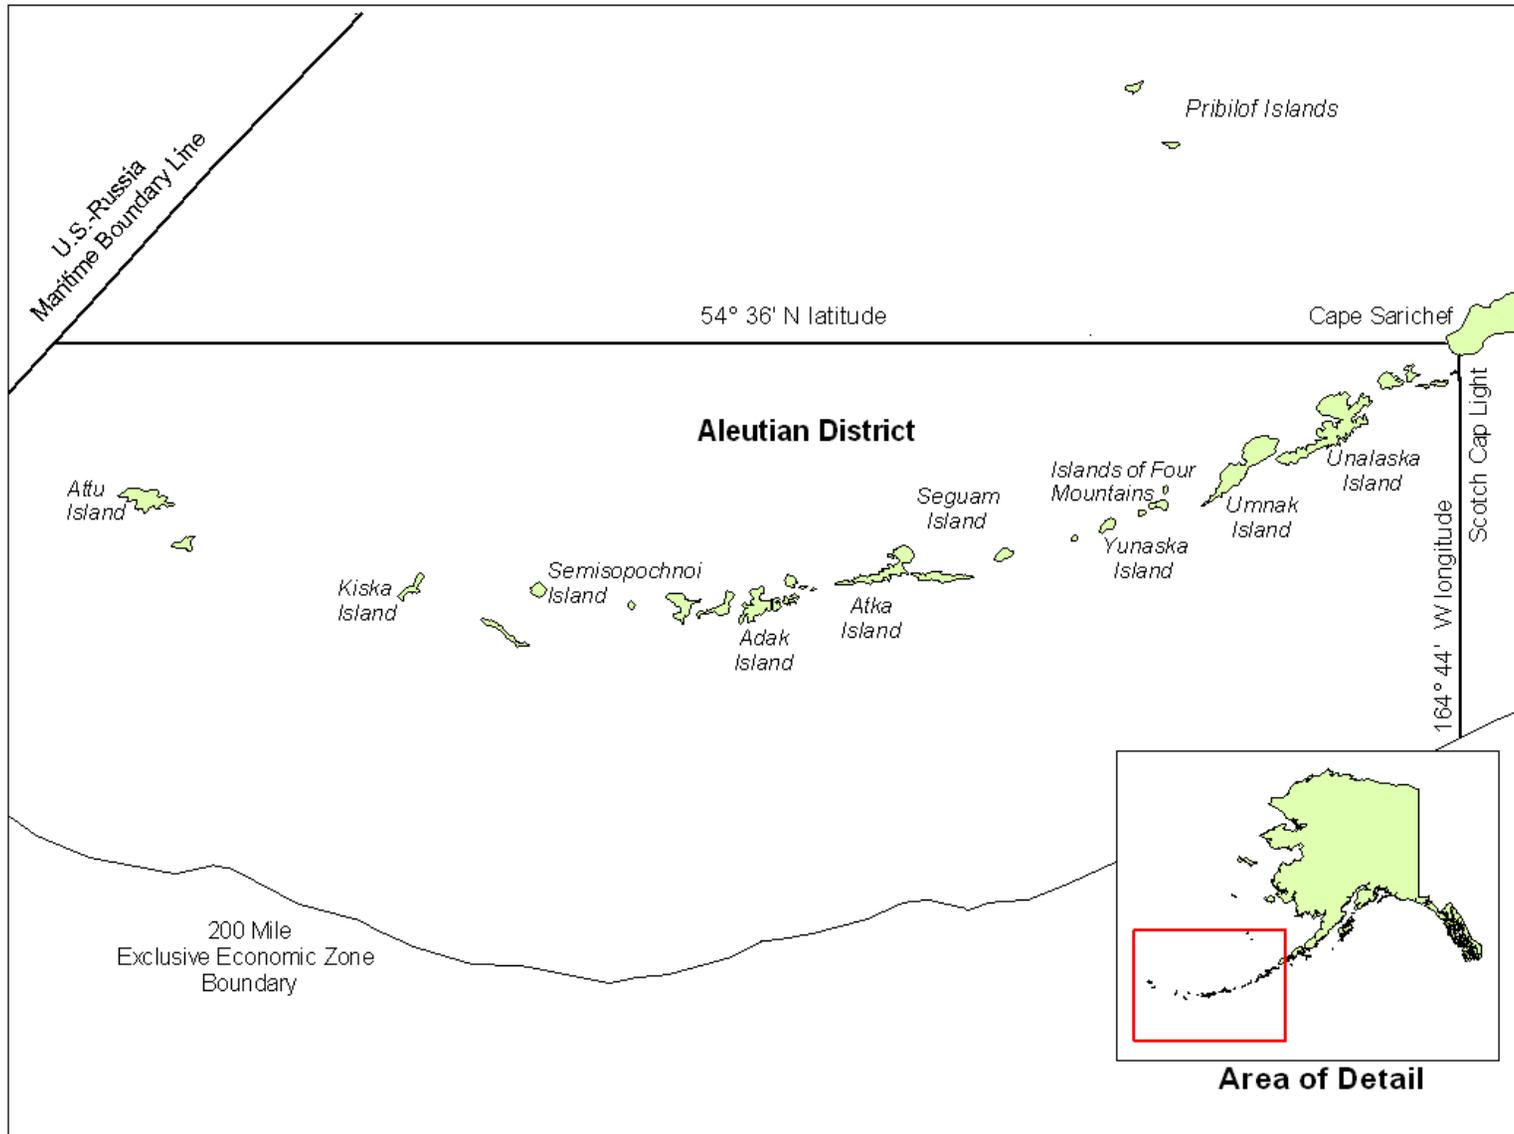 Pribilof Islands
U.S.-Russia
Maritime Boundary Line
54° 36' N latitude
Cape Sarichef
Aleutian District
Scotch Cap Light
164° 44' W longitude
Attu
Island
Kiska
Island
Semisopochnoi
Island
Adak
Island
Atka
Island
Seguam
Island
Islands of Four
Mountains
Yunaska
Island
Umnak
Island
Unalaska
Island
200 Mile
Exclusive Economic Zone
Boundary
Area of Detail